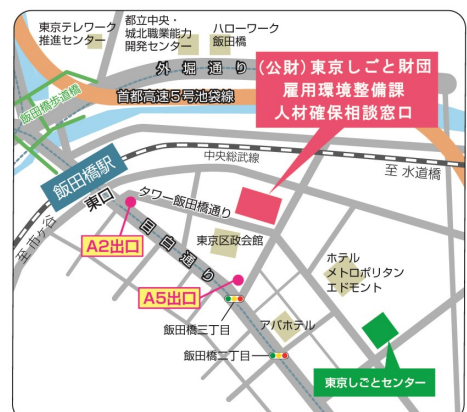 東京テレワーク
推進センター
都立中央・
城北職業能力
開発センター
ハローワーク
飯田橋
外堀通り
首都高速5号池袋線
飯田橋歩道橋
(公財)東京しごと財団
雇用環境整備課
人材確保相談窓口
中央総武線
至 水道橋
飯田橋駅
東口
タワー飯田橋通り
至市ヶ谷
A2出口
目白通り
東京区政会館
A5出口
ホテル
メトロポリタン
エドモント
飯田橋三丁目
アパホテル
飯田橋二丁目
東京しごとセンター